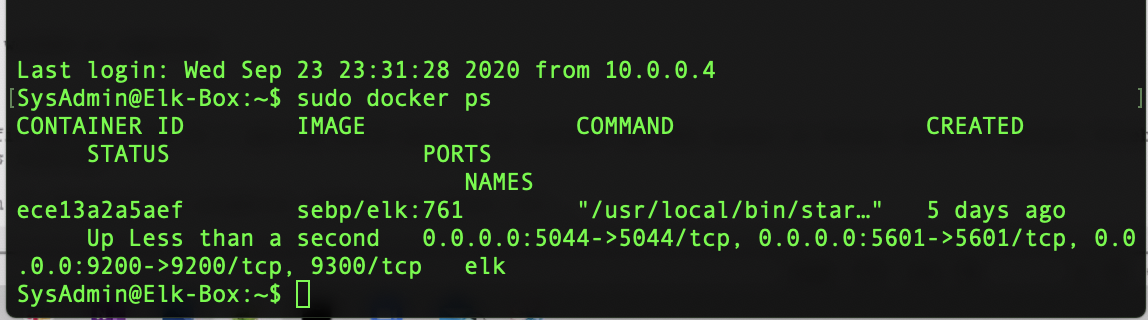 Last login: Wed Sep 23 23:31:28 2020 from 10.0.0.4
[SysAdmin@Elk-Box:~$ sudo docker ps ]
CONTAINER ID        IMAGE               COMMAND                  CREATED
     STATUS                  PORTS
                                NAMES
ece13a2a5aef        sebp/elk:761        "/usr/local/bin/star…"   5 days ago
     Up Less than a second   0.0.0.0:5044->5044/tcp, 0.0.0.0:5601->5601/tcp, 0.0
.0.0:9200->9200/tcp, 9300/tcp   elk
SysAdmin@Elk-Box:~$